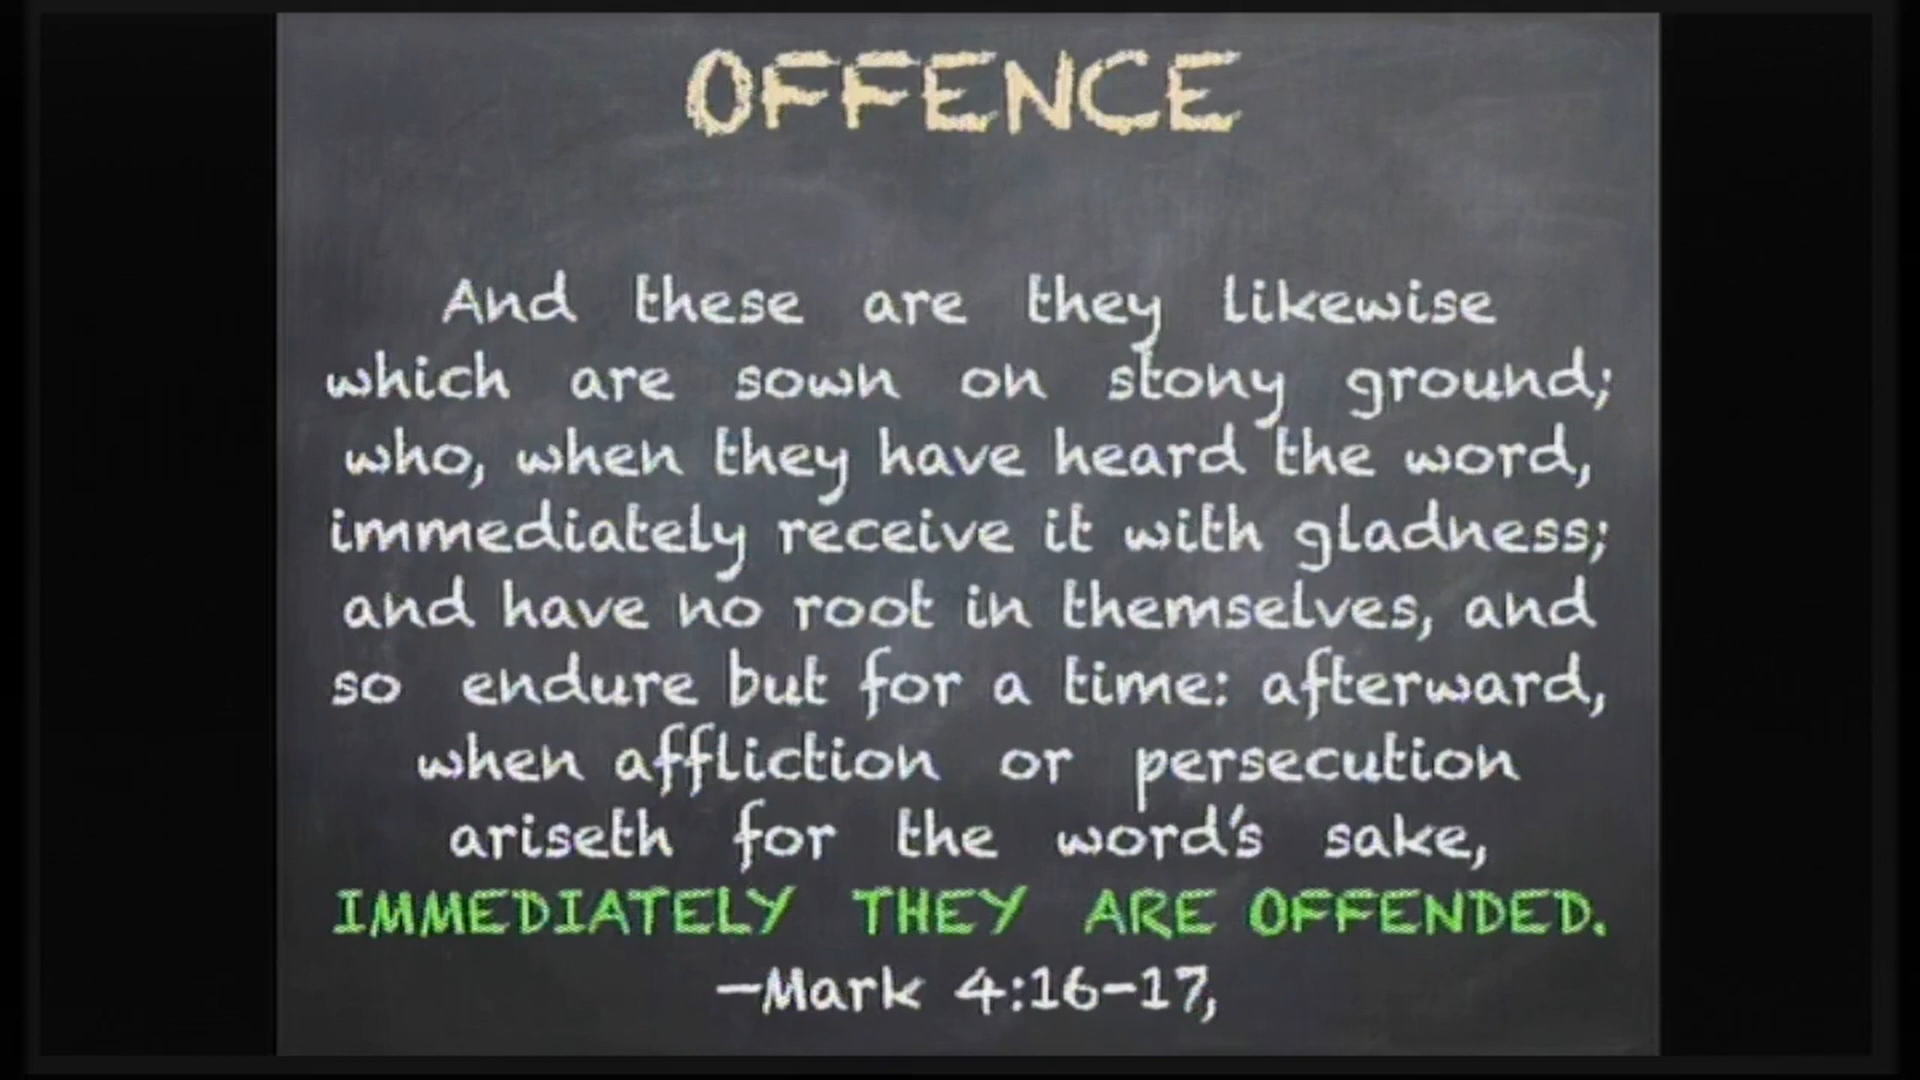 OFFENCE
And these are they likewise
which are sown on stony ground;
who, when they have heard the word,
immediately receive it with gladness;
and have no root in themselves, and
so endure but for a time: afterward,
when affliction or persecution
ariseth for the word's sake,
IMMEDIATELY THEY ARE OFFENDED.
—Mark 4:16-17,